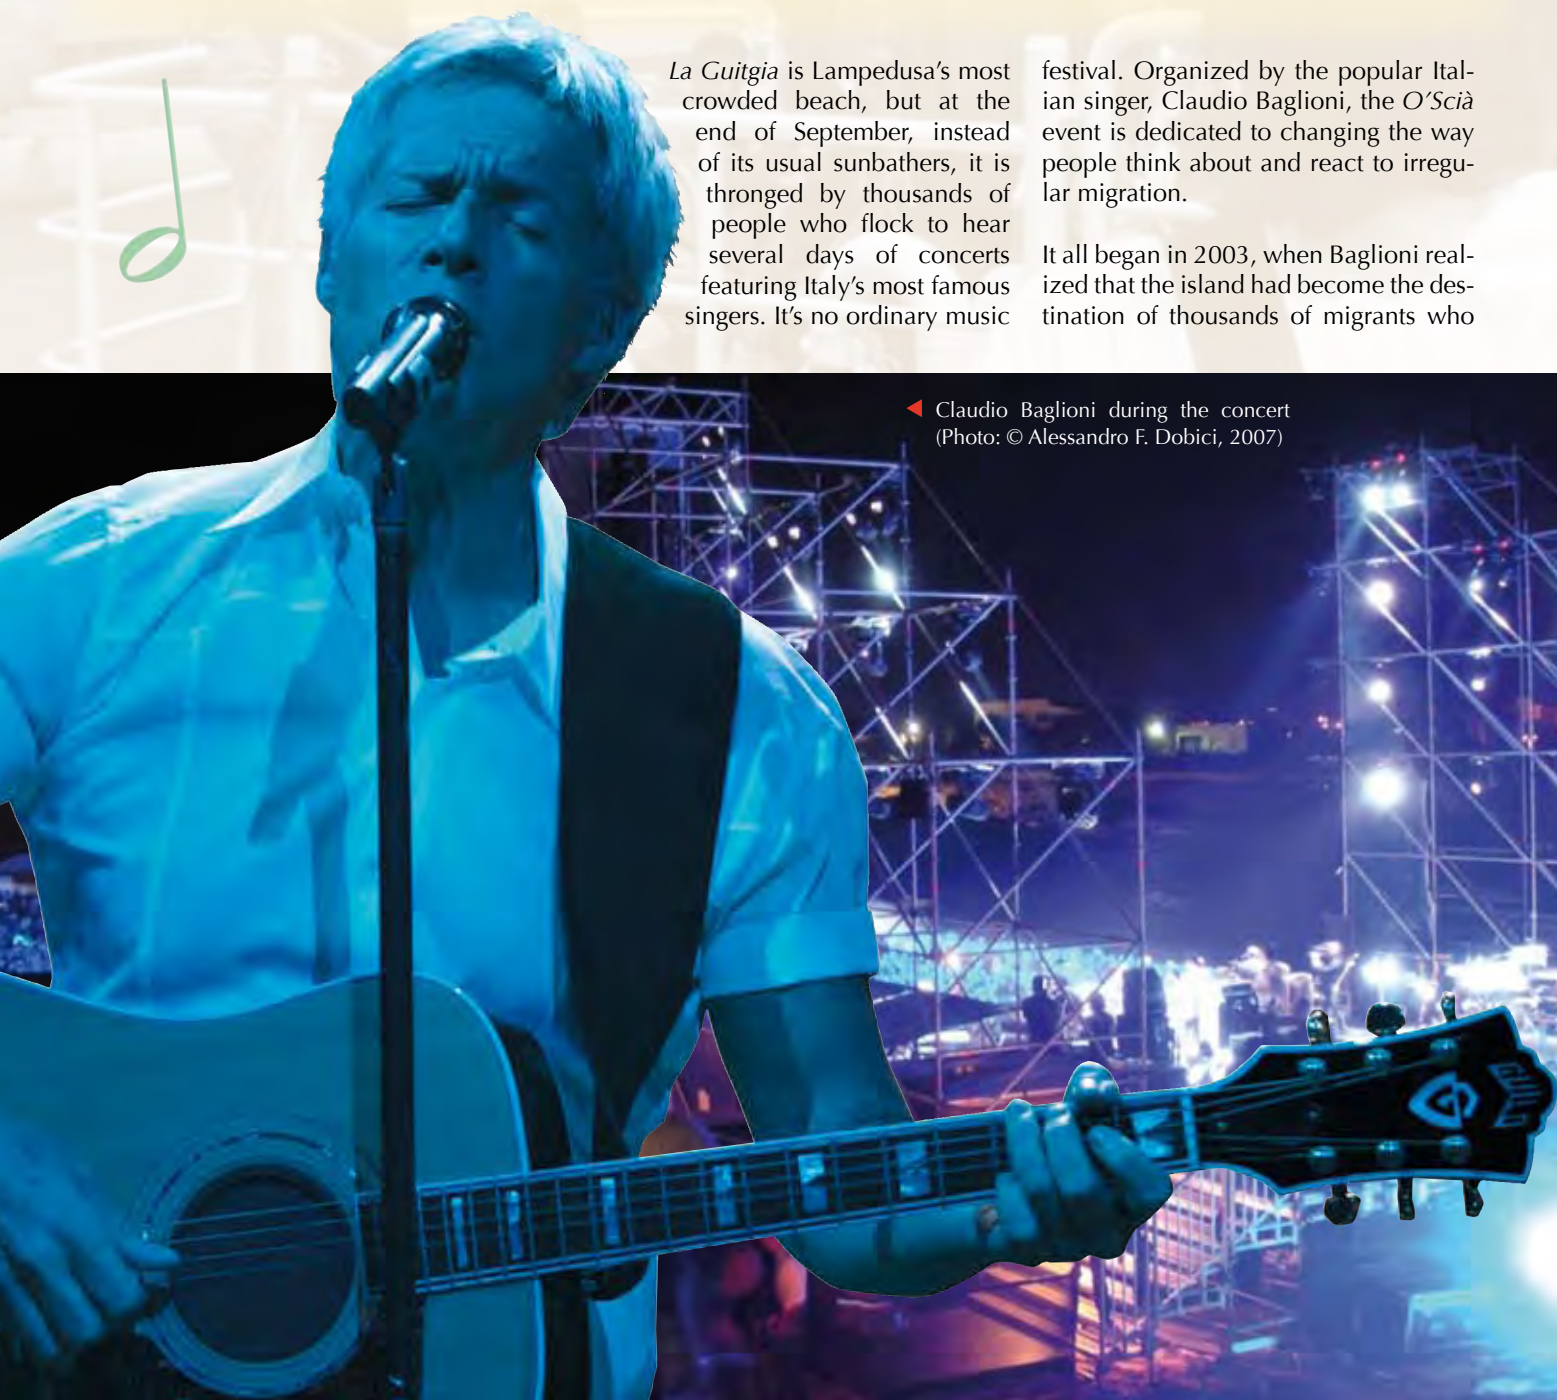 La Guitgia is Lampedusa's most
crowded beach, but at the
end of September, instead
of its usual sunbathers, it is
thronged by thousands of
people who flock to hear
several days of concerts
featuring Italy's most famous
singers. It's no ordinary music
festival. Organized by the popular Ital-
ian singer, Claudio Baglioni, the O'Scià
event is dedicated to changing the way
people think about and react to irregu-
lar migration.
It all began in 2003, when Baglioni real-
ized that the island had become the des-
tination of thousands of migrants who
Claudio Baglioni during the concert
(Photo: © Alessandro F. Dobici, 2007)
GUILD